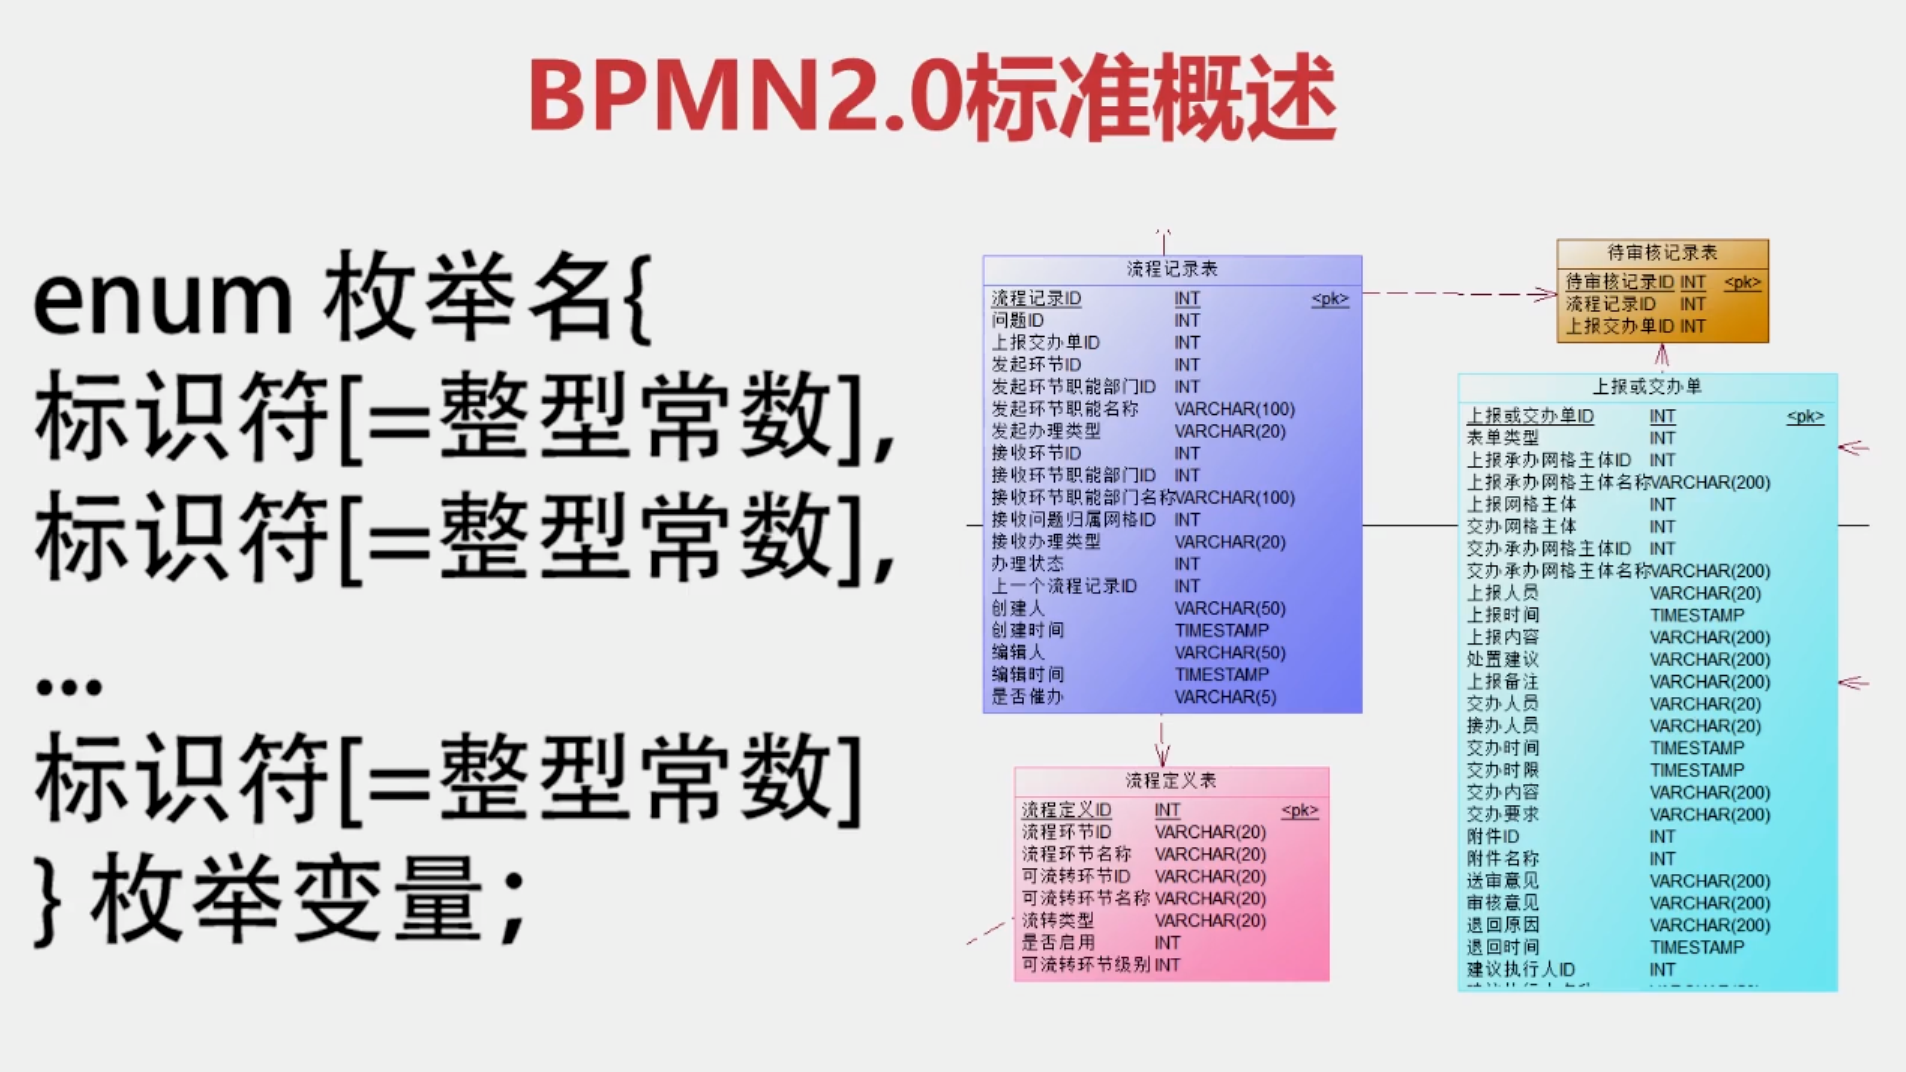 BPMN2.0标准概述
enum 枚举名{
标识符[=整型常数],
标识符[=整型常数],
...
标识符[=整型常数]
} 枚举变量;
流程记录表
流程记录ID INT <pk>
问题ID INT
上报交办单ID INT
发起环节ID INT
发起环节职能部门ID INT
发起环节职能名称 VARCHAR(100)
发起办理类型 VARCHAR(20)
接收环节ID INT
接收环节职能部门ID INT
接收环节职能部门名称VARCHAR(100)
接收问题归属网格ID INT
接收办理类型 VARCHAR(20)
办理状态 INT
上一个流程记录ID INT
创建人 VARCHAR(50)
创建时间 TIMESTAMP
编辑人 VARCHAR(50)
编辑时间 TIMESTAMP
是否催办 VARCHAR(5)
流程定义表
流程定义ID INT <pk>
流程环节ID VARCHAR(20)
流程环节名称 VARCHAR(20)
可流转环节ID VARCHAR(20)
可流转环节名称 VARCHAR(20)
流转类型 VARCHAR(20)
是否启用 INT
可流转环节级别 INT
待审核记录表
待审核记录ID INT <pk>
流程记录ID INT
上报交办单ID INT
上报或交办单
上报或交办单ID INT <pk>
表单类型 INT
上报承办网格主体ID INT
上报承办网格主体名称VARCHAR(200)
上报网格主体 INT
交办网格主体 INT
交办承办网格主体ID INT
交办承办网格主体名称VARCHAR(200)
上报人员 VARCHAR(20)
上报时间 TIMESTAMP
上报内容 VARCHAR(200)
处置建议 VARCHAR(200)
上报备注 VARCHAR(200)
交办人员 VARCHAR(20)
接办人员 VARCHAR(20)
交办时间 TIMESTAMP
交办时限 TIMESTAMP
交办内容 VARCHAR(200)
交办要求 VARCHAR(200)
附件ID INT
附件名称 INT
送审意见 VARCHAR(200)
审核意见 VARCHAR(200)
退回原因 VARCHAR(200)
退回时间 TIMESTAMP
建议执行人ID INT